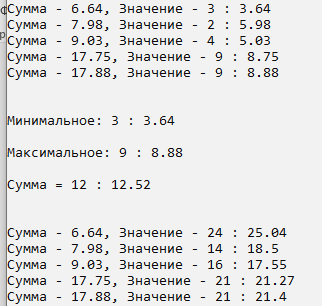 Сумма - 6.64, Значение - 3 : 3.64
Сумма - 7.98, Значение - 2 : 5.98
Сумма - 9.03, Значение - 4 : 5.03
Сумма - 17.75, Значение - 9 : 8.75
Сумма - 17.88, Значение - 9 : 8.88
Минимальное: 3 : 3.64
Максимальное: 9 : 8.88
Сумма = 12 : 12.52
Сумма - 6.64, Значение - 24 : 25.04
Сумма - 7.98, Значение - 14 : 18.5
Сумма - 9.03, Значение - 16 : 17.55
Сумма - 17.75, Значение - 21 : 21.27
Сумма - 17.88, Значение - 21 : 21.4